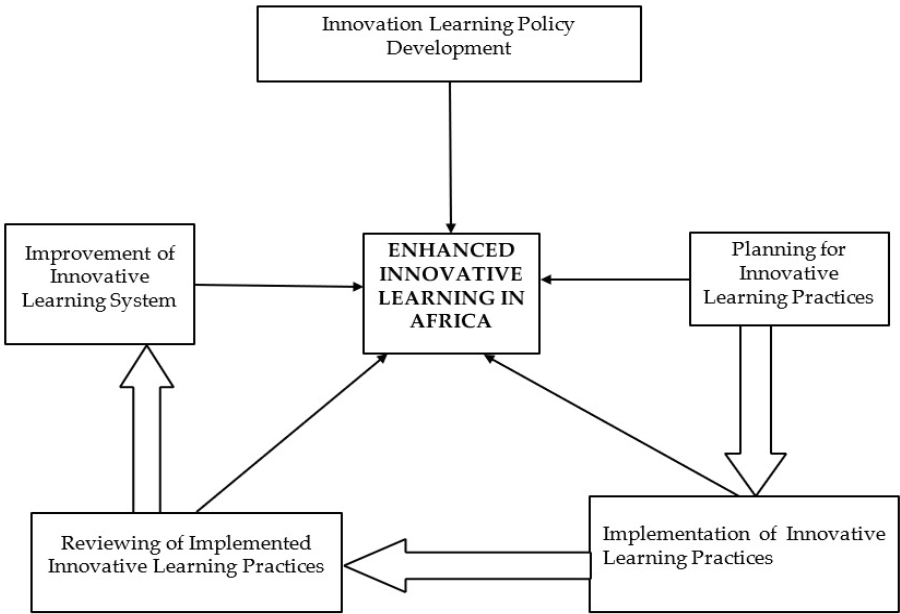 Innovation Learning Policy
Development
Improvement of
Innovative
Learning System
ENHANCED
INNOVATIVE
LEARNING IN
AFRICA
Planning for
Innovative
Learning Practices
Reviewing of Implemented
Innovative Learning Practices
Implementation of Innovative
Learning Practices